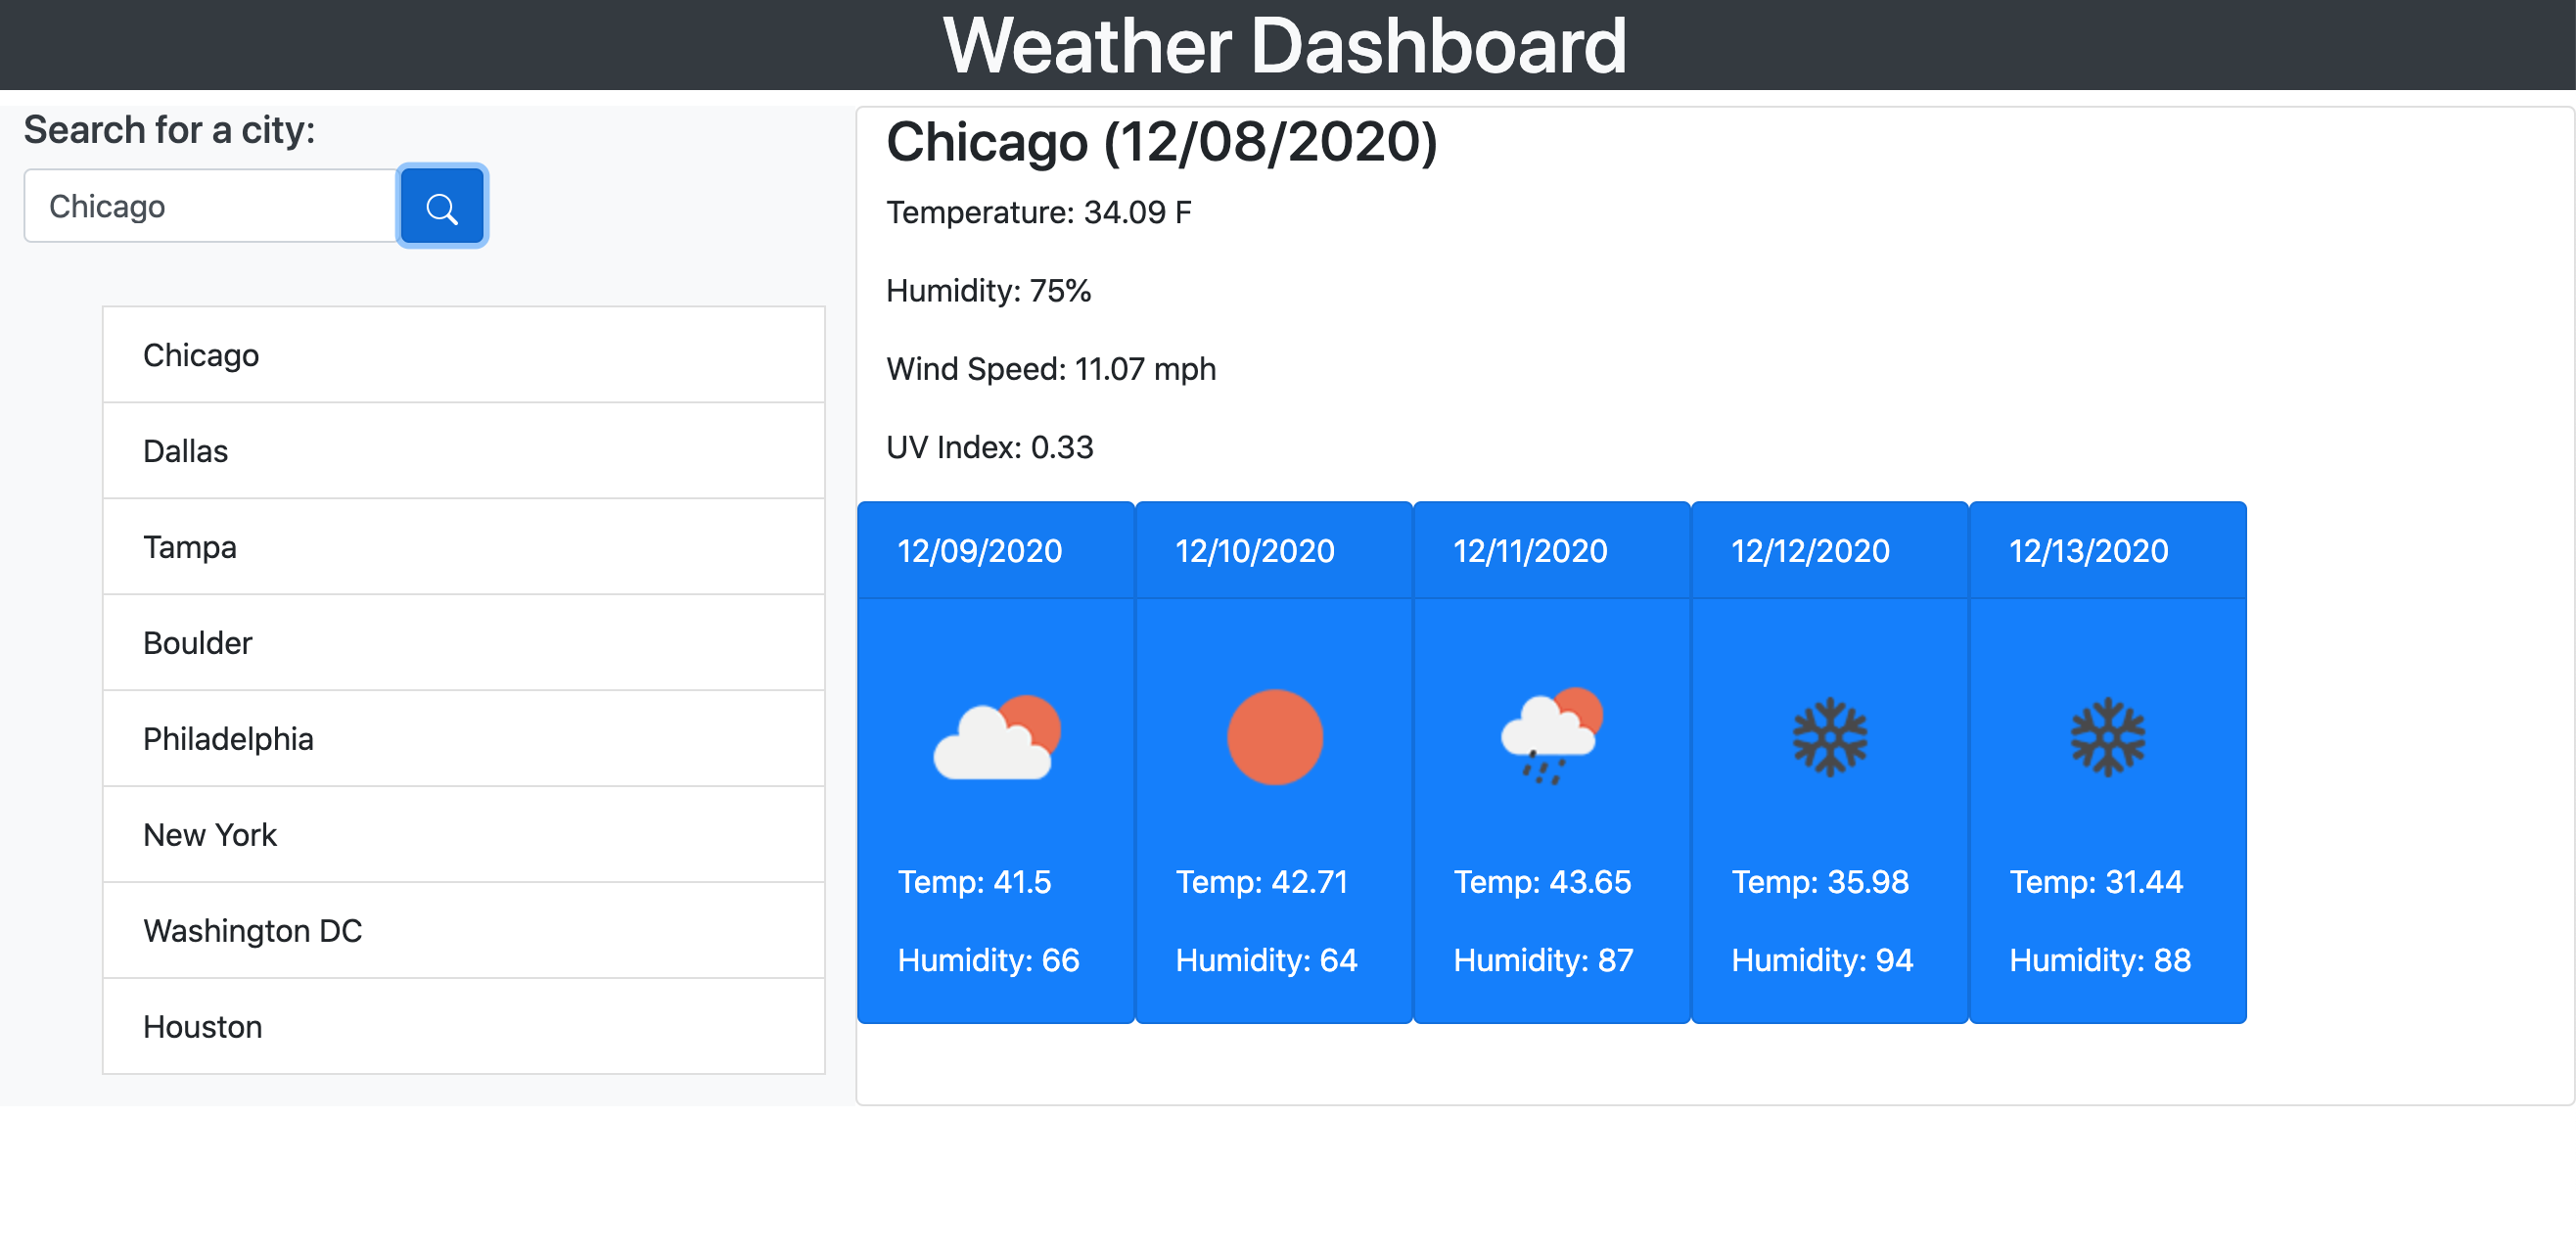 Weather Dashboard
Search for a city:
Chicago
Chicago
Dallas
Tampa
Boulder
Philadelphia
New York
Washington DC
Houston
Chicago (12/08/2020)
Temperature: 34.09 F
Humidity: 75%
Wind Speed: 11.07 mph
UV Index: 0.33
12/09/2020
Temp: 41.5
Humidity: 66
12/10/2020
Temp: 42.71
Humidity: 64
12/11/2020
Temp: 43.65
Humidity: 87
12/12/2020
Temp: 35.98
Humidity: 94
12/13/2020
Temp: 31.44
Humidity: 88